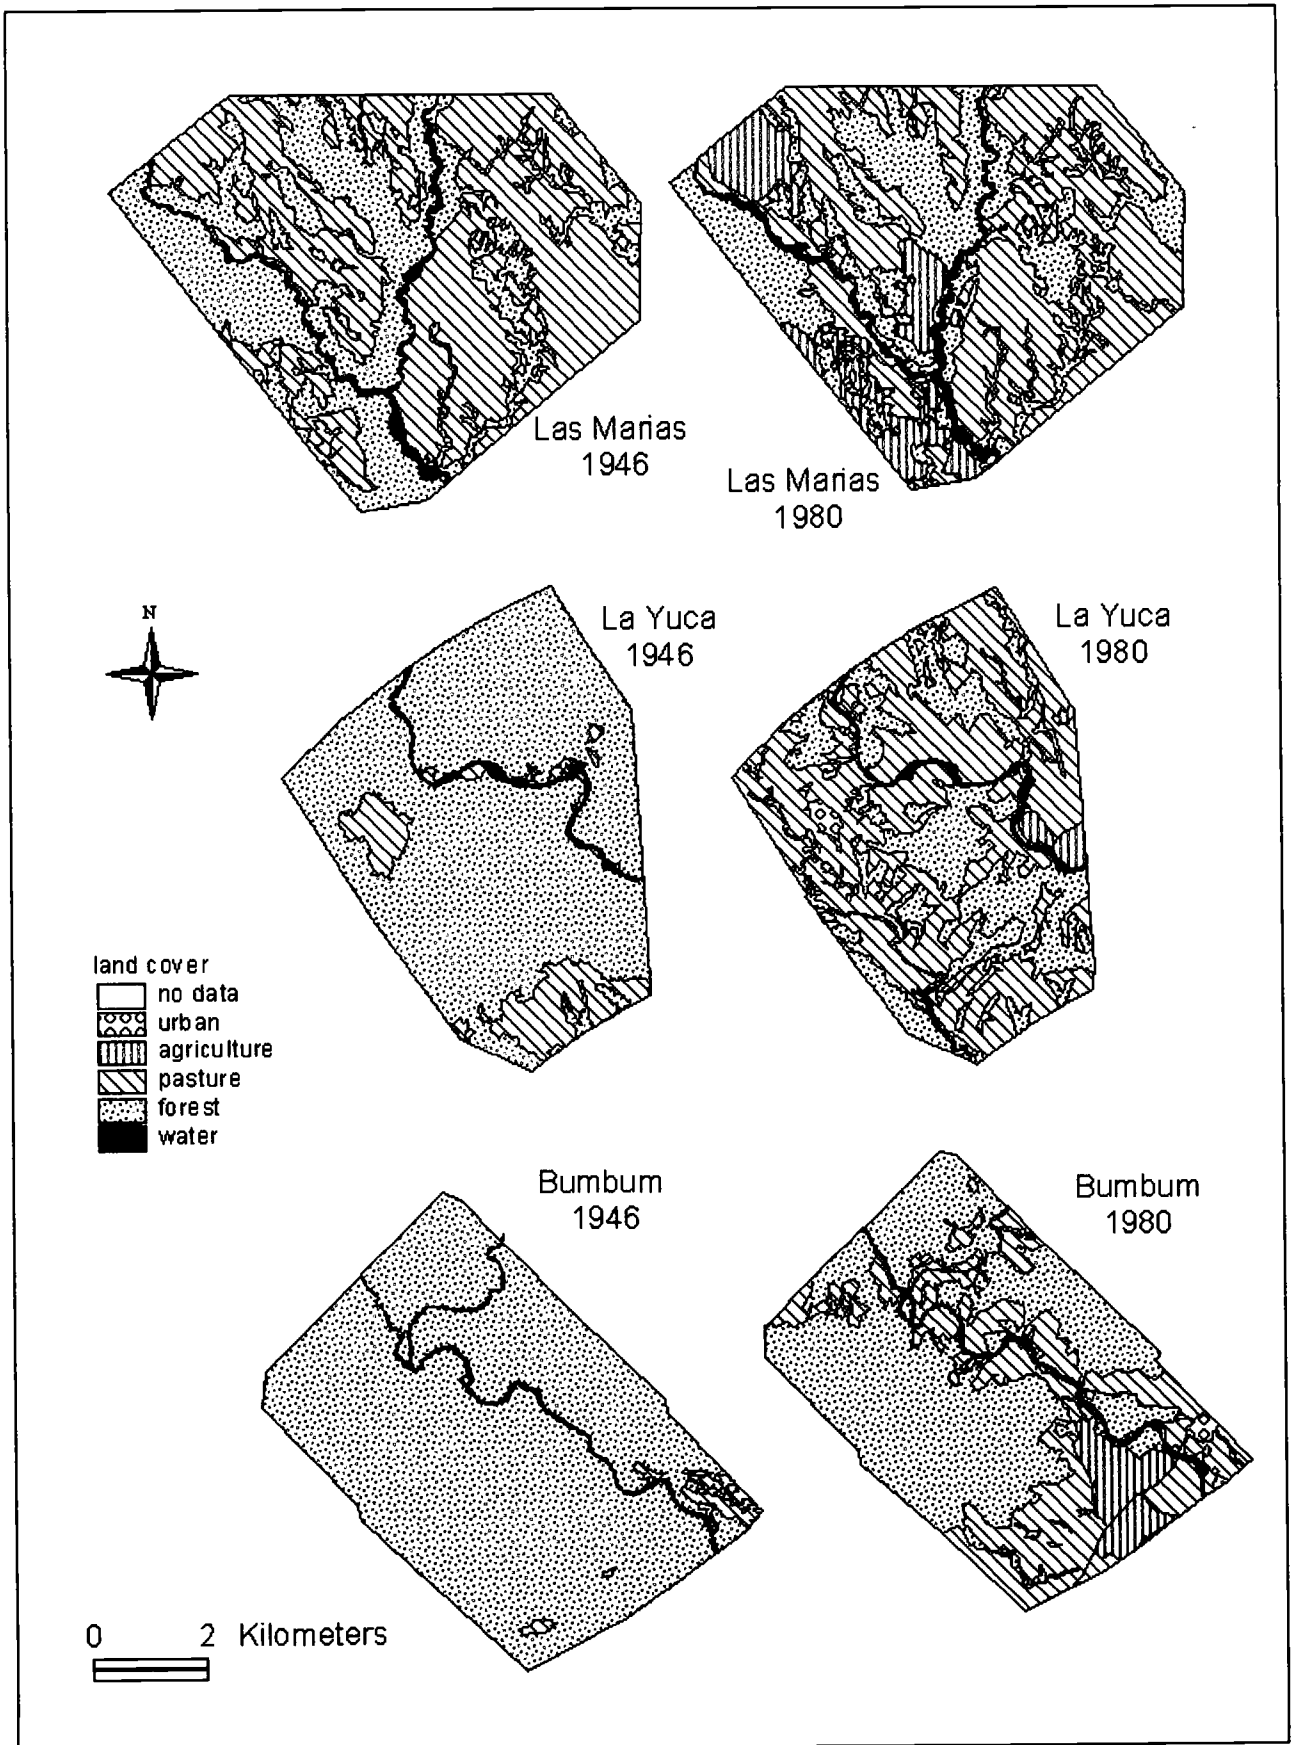 Las Marias
1946
Las Marias
1980
N
La Yuca
1946
La Yuca
1980
land cover
no data
urban
agriculture
pasture
forest
water
Bumbum
1946
Bumbum
1980
0 2 Kilometers